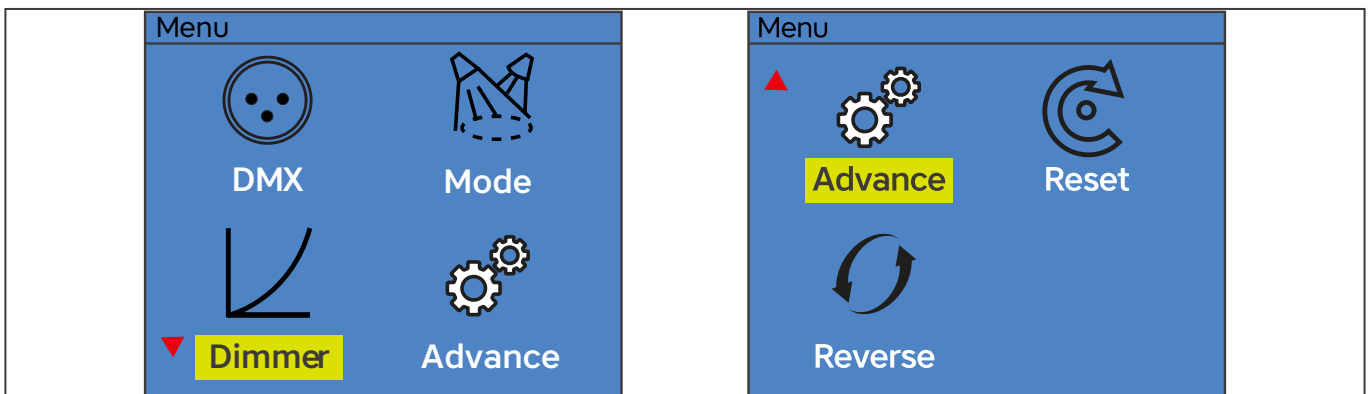 Menu
DMX
Mode
Dimmer
Advance
Menu
Advance
Reset
Reverse